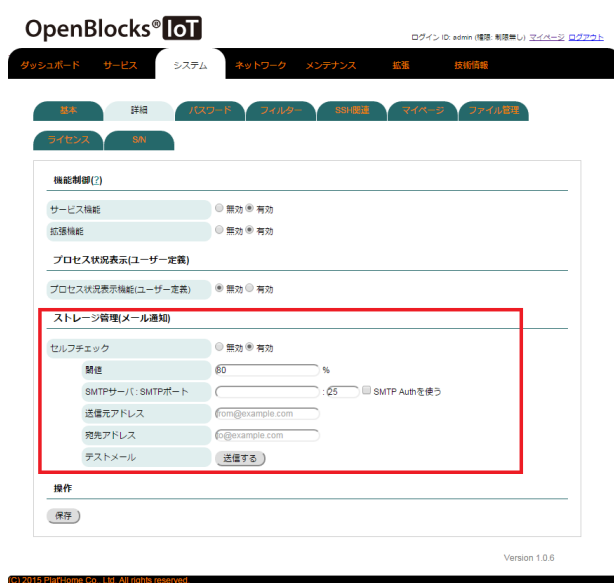 OpenBlocks® IoT
ログイン ID: admin (権限: 制限無し) マイページ ログアウト
ダッシュボード サービス システム ネットワーク メンテナンス 拡張 技術情報
基本 詳細 パスワード フィルター SSH関連 マイページ ファイル管理
ライセンス S/N
機能制御(?)
サービス機能 無効 有効
拡張機能 無効 有効
プロセス状況表示(ユーザー定義)
プロセス状況表示機能(ユーザー定義) 無効 有効
ストレージ管理(メール通知)
セルフチェック 無効 有効
閾値 80 %
SMTPサーバ : SMTPポート : 25 SMTP Authを使う
送信元アドレス from@example.com
宛先アドレス to@example.com
テストメール 送信する
操作
保存
Version 1.0.6
(C) 2015 Plat'Home Co., Ltd. All rights reserved.